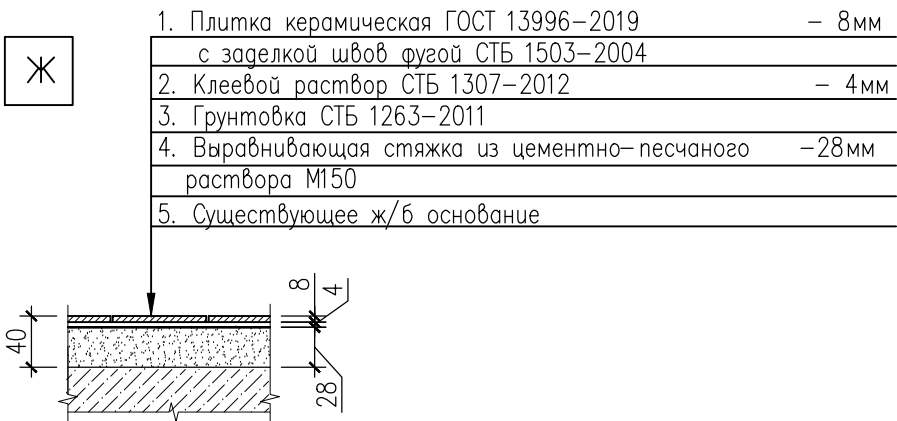 Ж
1. Плитка керамическая ГОСТ 13996-2019 - 8мм
с заделкой швов фугой СТБ 1503-2004
2. Клеевой раствор СТБ 1307-2012 - 4мм
3. Грунтовка СТБ 1263-2011
4. Выравнивающая стяжка из цементно-песчаного -28мм
раствора М150
5. Существующее ж/б основание
8
4
40
28